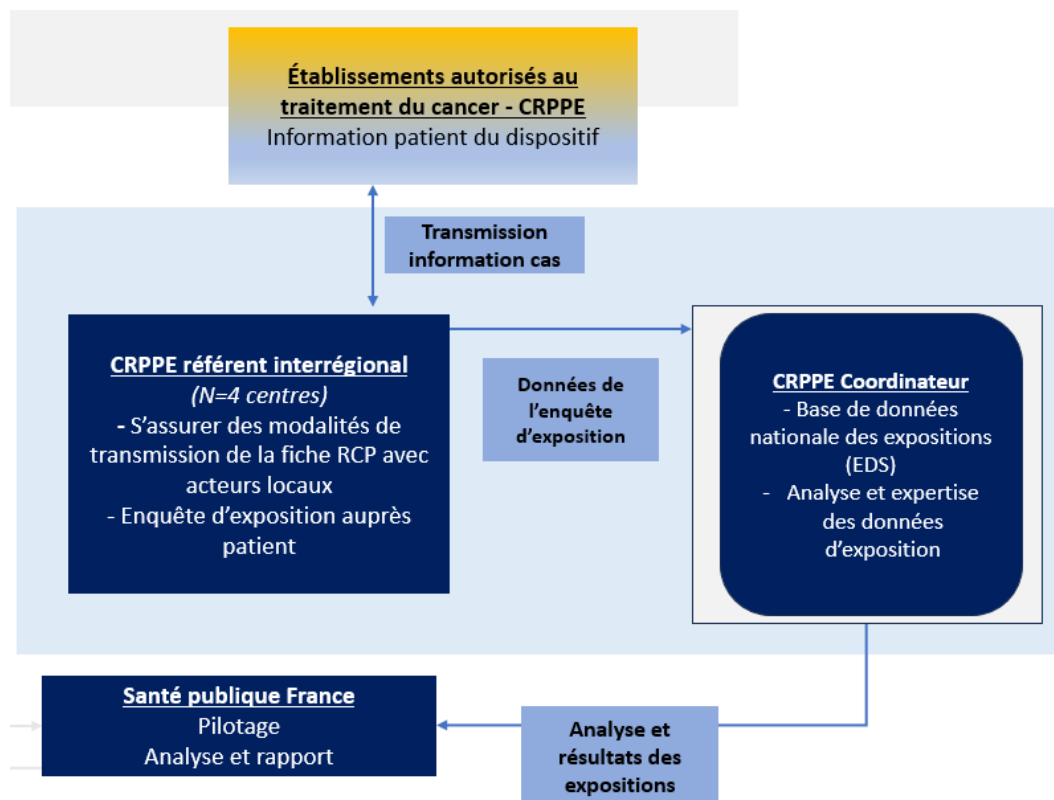 Établissements autorisés au
traitement du cancer - CRPPE
Information patient du dispositif
Transmission
information cas
CRPPE référent interrégional
(N=4 centres)
- S’assurer des modalités de
transmission de la fiche RCP avec
acteurs locaux
- Enquête d’exposition auprès
patient
Données de
l’enquête
d’exposition
CRPPE Coordinateur
- Base de données
nationale des expositions
(EDS)
- Analyse et expertise
des données
d’exposition
Santé publique France
Pilotage
Analyse et rapport
Analyse et
résultats des
expositions